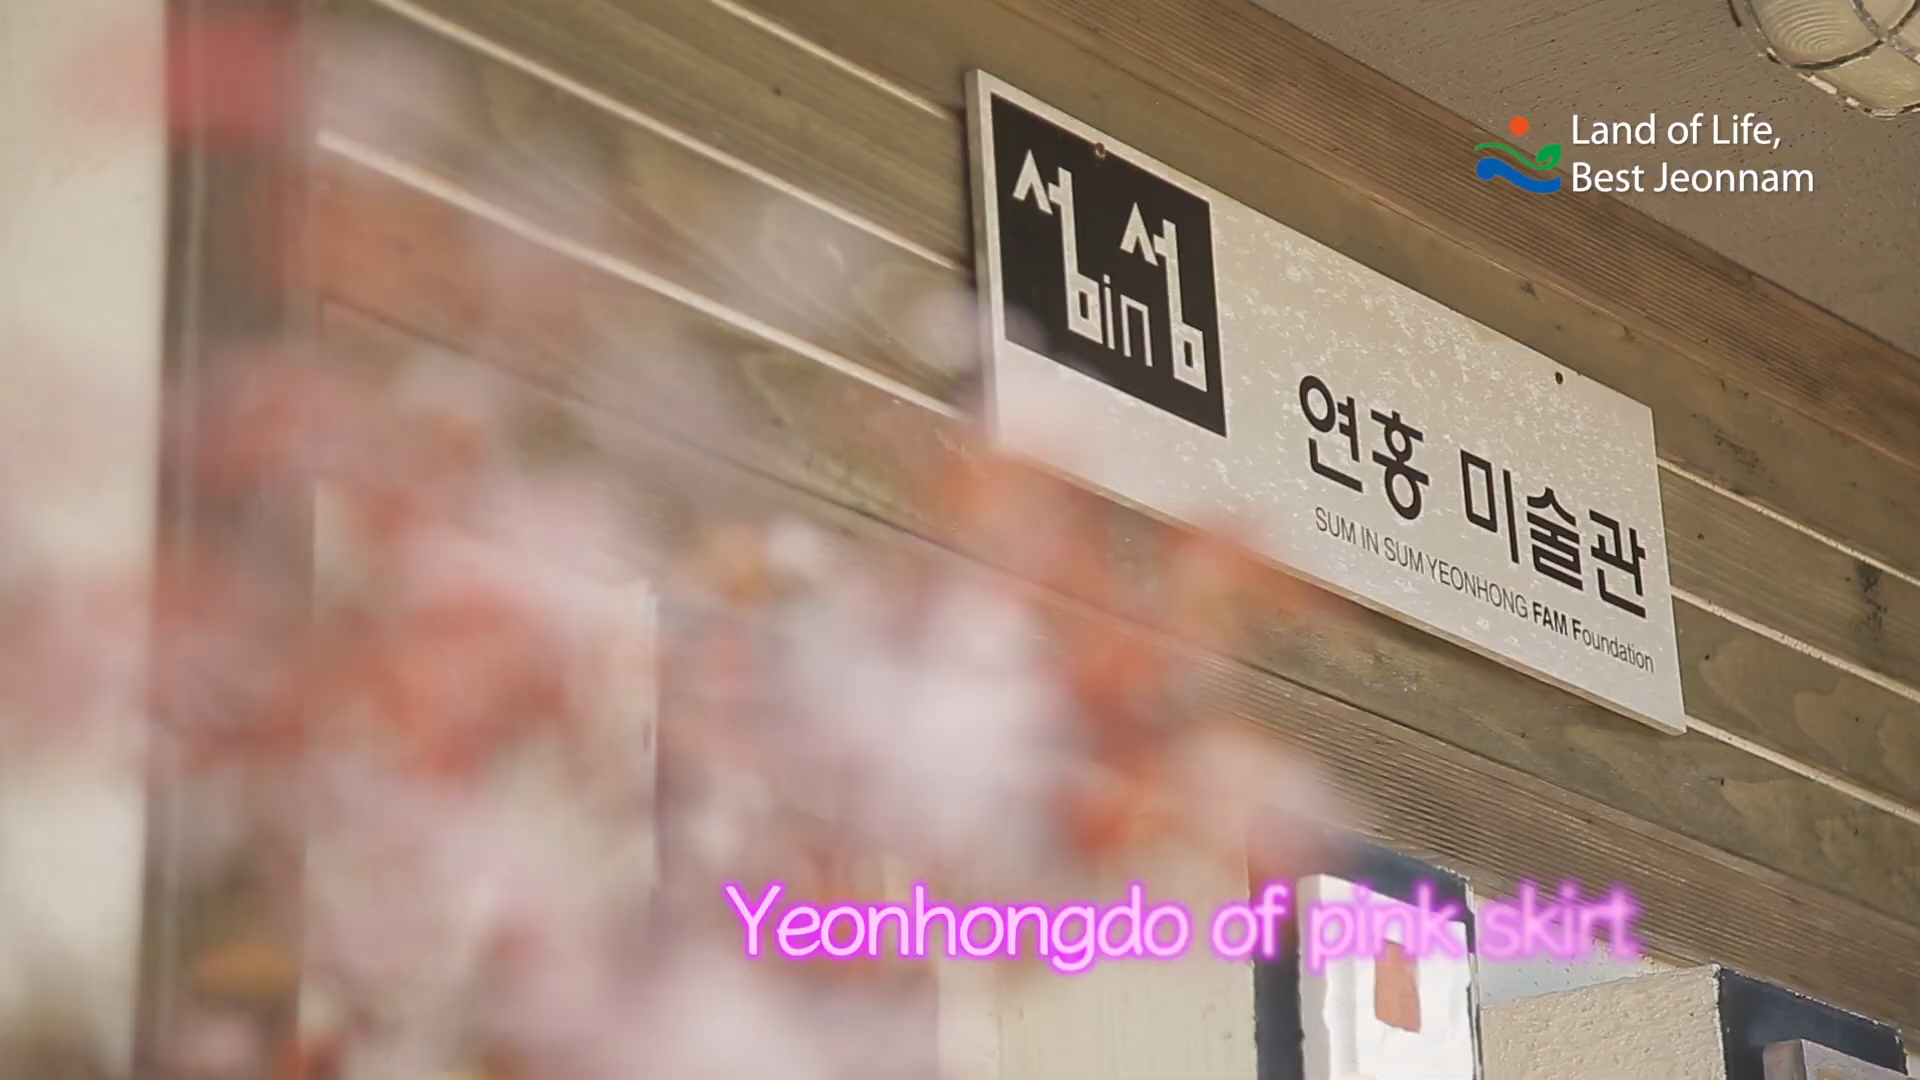 Land of Life,
Best Jeonnam
섬in섬
연홍 미술관
SUM IN SUM YEONHONG FAM Foundation
Yeonhongdo of pink skirt